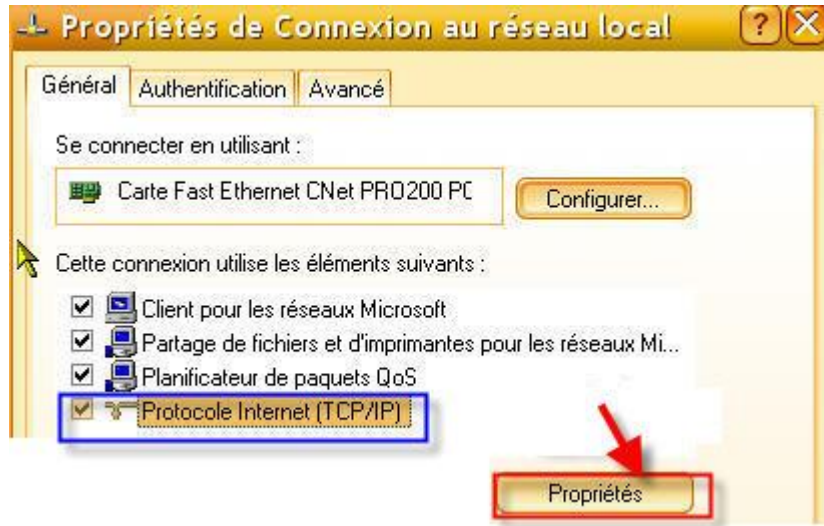 Propriétés de Connexion au réseau local
Général Authentification Avancé
Se connecter en utilisant :
Carte Fast Ethernet CNet PRO200 PC
Configurer...
Cette connexion utilise les éléments suivants :
Client pour les réseaux Microsoft
Partage de fichiers et d'imprimantes pour les réseaux Mi...
Planificateur de paquets QoS
Protocole Internet (TCP/IP)
Propriétés